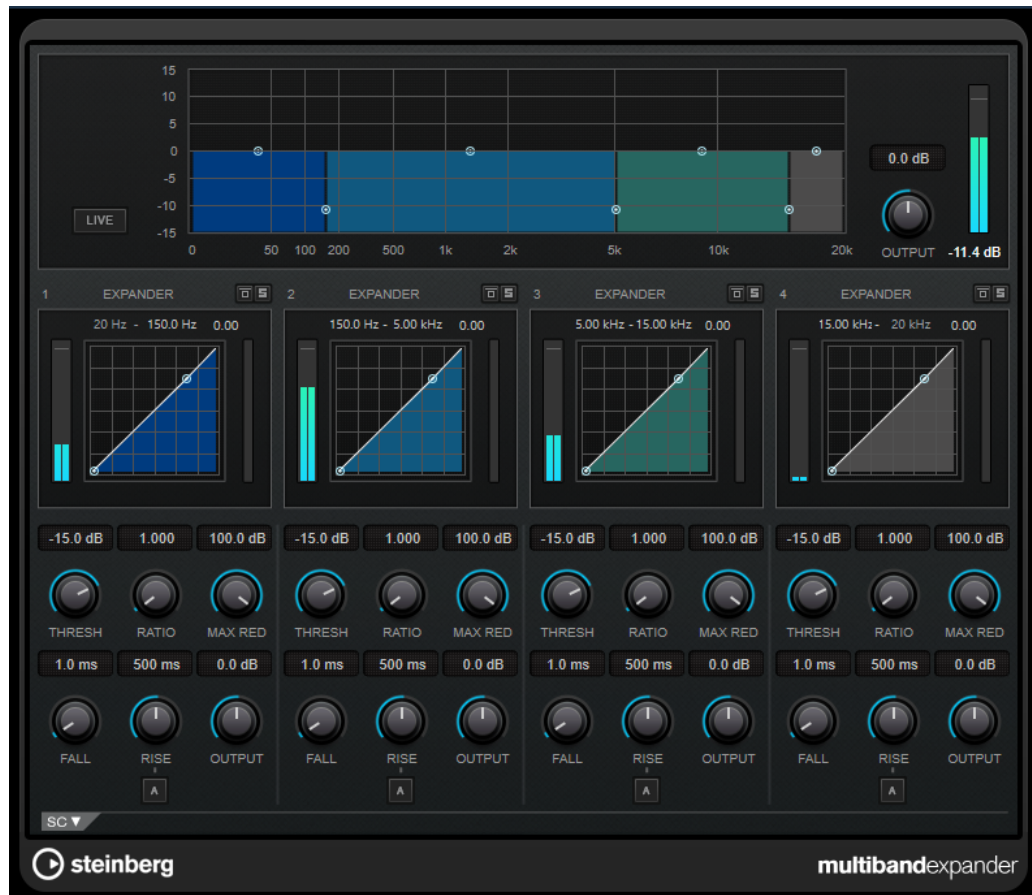 15
10
5
0
-5
-10
-15
LIVE
0 50 100 200 500 1k 2k 5k 10k 20k
0.0 dB
OUTPUT -11.4 dB
1 EXPANDER S 2 EXPANDER S 3 EXPANDER S 4 EXPANDER S
20 Hz - 150.0 Hz 0.00 150.0 Hz - 5.00 kHz 0.00 5.00 kHz - 15.00 kHz 0.00 15.00 kHz - 20 kHz 0.00
-15.0 dB 1.000 100.0 dB -15.0 dB 1.000 100.0 dB -15.0 dB 1.000 100.0 dB -15.0 dB 1.000 100.0 dB
THRESH RATIO MAX RED THRESH RATIO MAX RED THRESH RATIO MAX RED THRESH RATIO MAX RED
1.0 ms 500 ms 0.0 dB 1.0 ms 500 ms 0.0 dB 1.0 ms 500 ms 0.0 dB 1.0 ms 500 ms 0.0 dB
FALL RISE OUTPUT FALL RISE OUTPUT FALL RISE OUTPUT FALL RISE OUTPUT
A A A A
SC ▼
steinberg multibandexpander